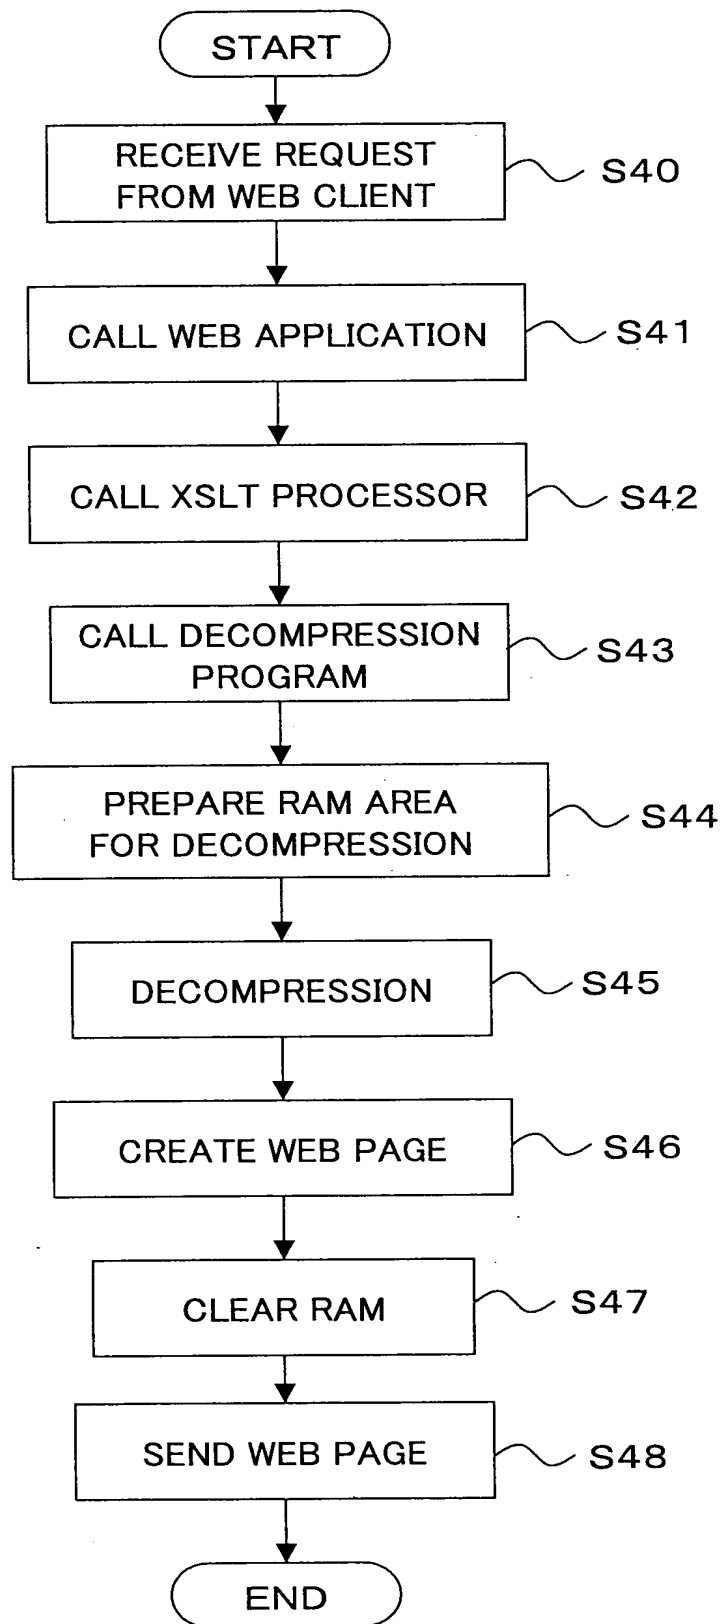 START
RECEIVE REQUEST
FROM WEB CLIENT
S40
CALL WEB APPLICATION
S41
CALL XSLT PROCESSOR
S42
CALL DECOMPRESSION
PROGRAM
S43
PREPARE RAM AREA
FOR DECOMPRESSION
S44
DECOMPRESSION
S45
CREATE WEB PAGE
S46
CLEAR RAM
S47
SEND WEB PAGE
S48
END